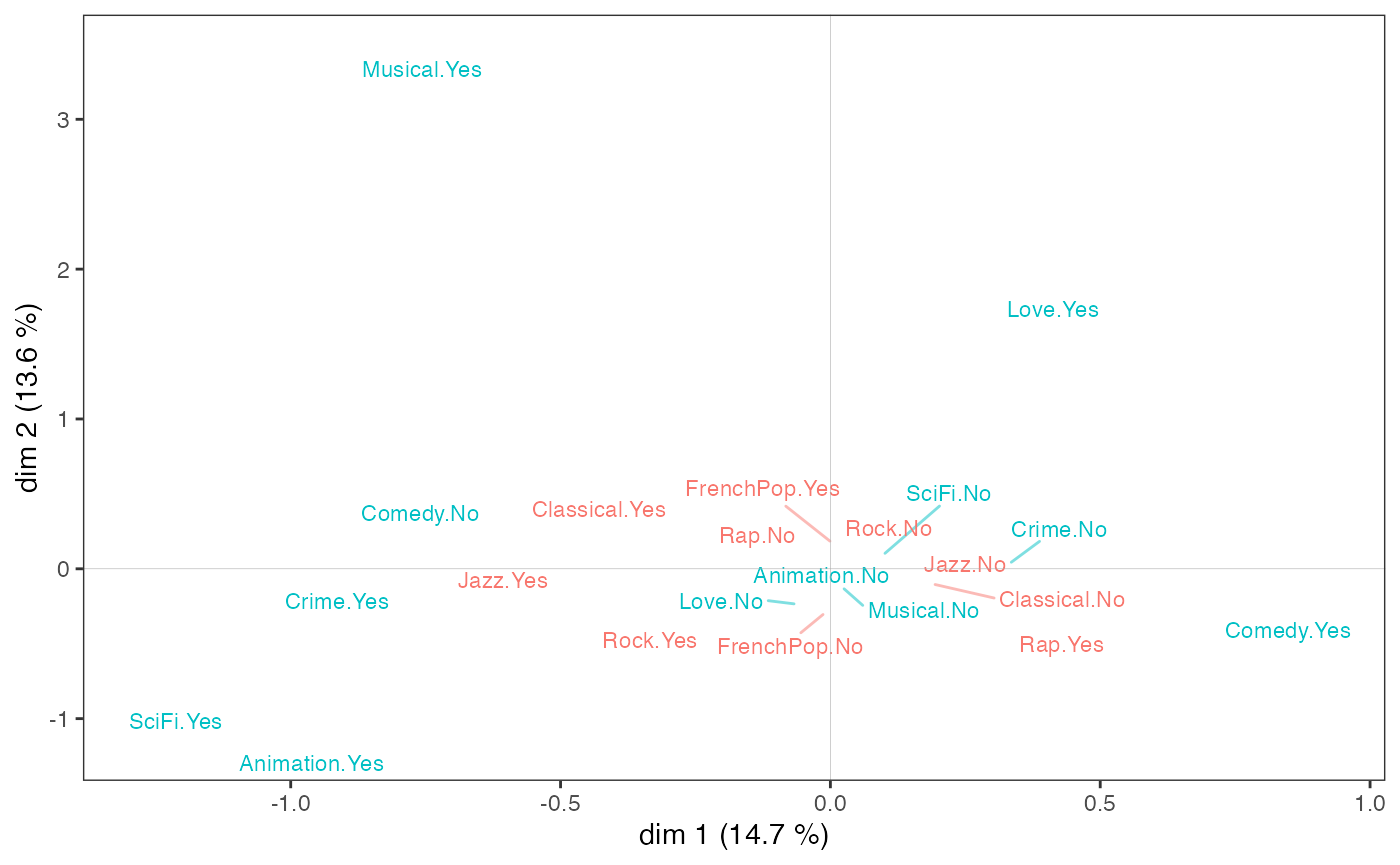 Musical.Yes
3
2
Love.Yes
1
FrenchPop.Yes
SciFi.No
Comedy.No
Classical.Yes
Rap.No
Rock.No
Crime.No
0
Jazz.No
Animation.No
Jazz.Yes
Crime.Yes
Love.No
Musical.No
Classical.No
Comedy.Yes
Rock.Yes
FrenchPop.No
Rap.Yes
-1
SciFi.Yes
Animation.Yes
-1.0
-0.5
0.0
0.5
1.0
dim 1 (14.7 %)
dim 2 (13.6 %)